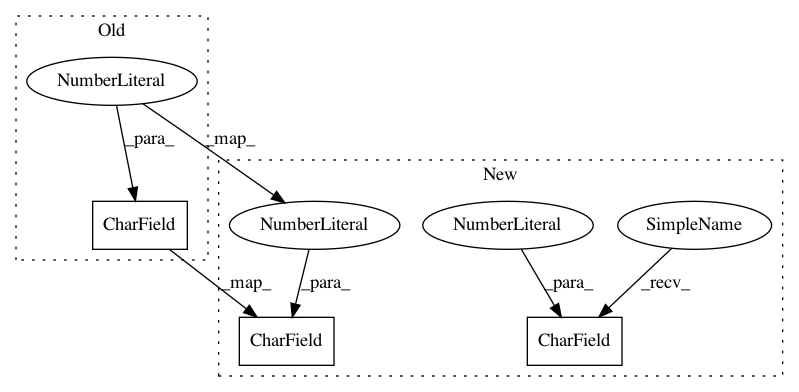 Old
NumberLiteral
_para_
_map_
New
CharField
NumberLiteral
NumberLiteral
SimpleName
_map_
_para_
_para_
_recv_
CharField
CharField